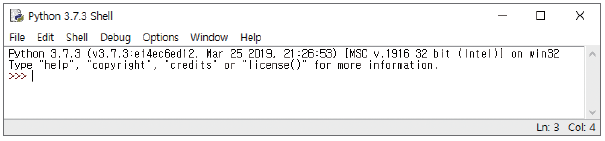 Python 3.7.3 Shell
File Edit Shell Debug Options Window Help
Python 3.7.3 (v3.7.3:ef4ec6ed12, Mar 25 2019, 21:26:53) [MSC v.1916 32 bit (Intel)] on win32
Type "help", "copyright", "credits" or "license()" for more information.
>>>
Ln: 3 Col: 4